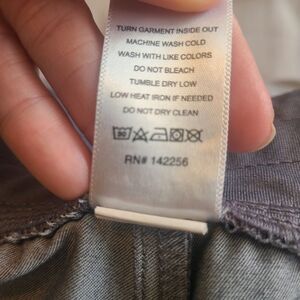 TURN GARMENT INSIDE OUT
MACHINE WASH COLD
WASH WITH LIKE COLORS
DO NOT BLEACH
TUMBLE DRY LOW
LOW HEAT IRON IF NEEDED
DO NOT DRY CLEAN
RN# 142256